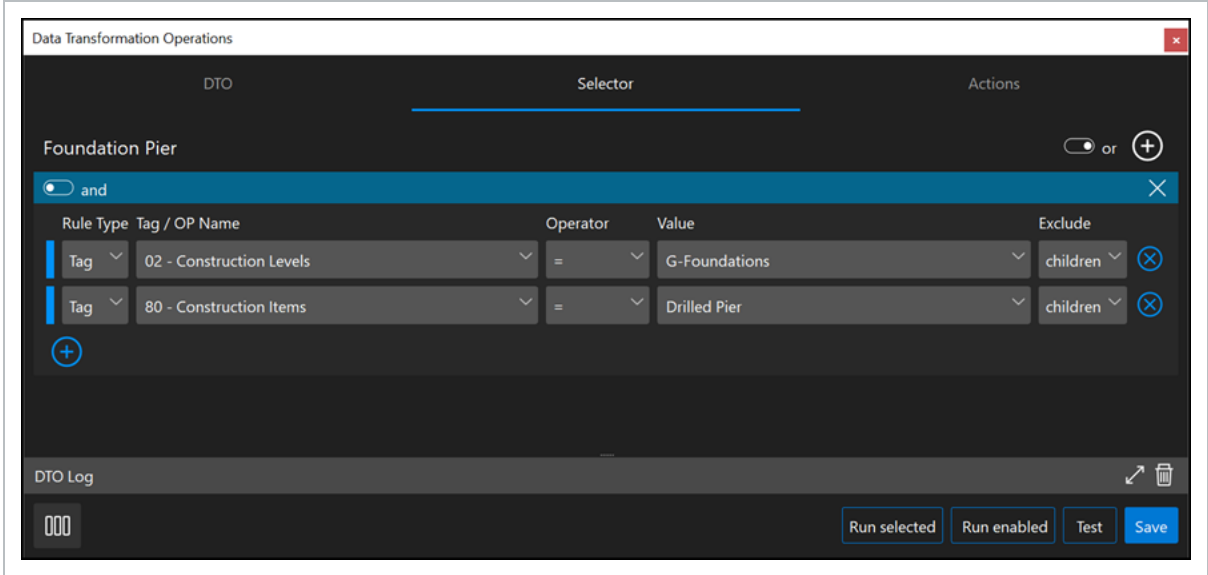 Data Transformation Operations
DTO Selector Actions
Foundation Pier or
and
Rule Type Tag / OP Name Operator Value Exclude
Tag 02 - Construction Levels = G-Foundations children
Tag 80 - Construction Items = Drilled Pier children
DTO Log
Run selected Run enabled Test Save